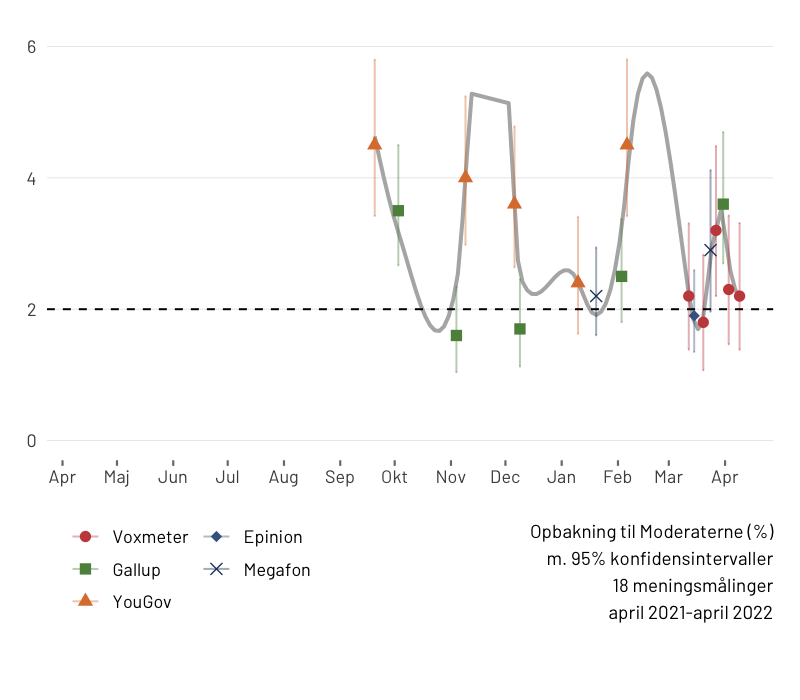 6
4
2
0
Apr Maj Jun Jul Aug Sep Okt Nov Dec Jan Feb Mar Apr
Voxmeter Epinion
Gallup Megafon
YouGov
Opbakning til Moderaterne (%)
m. 95% konfidensintervaller
18 meningsmålinger
april 2021-april 2022